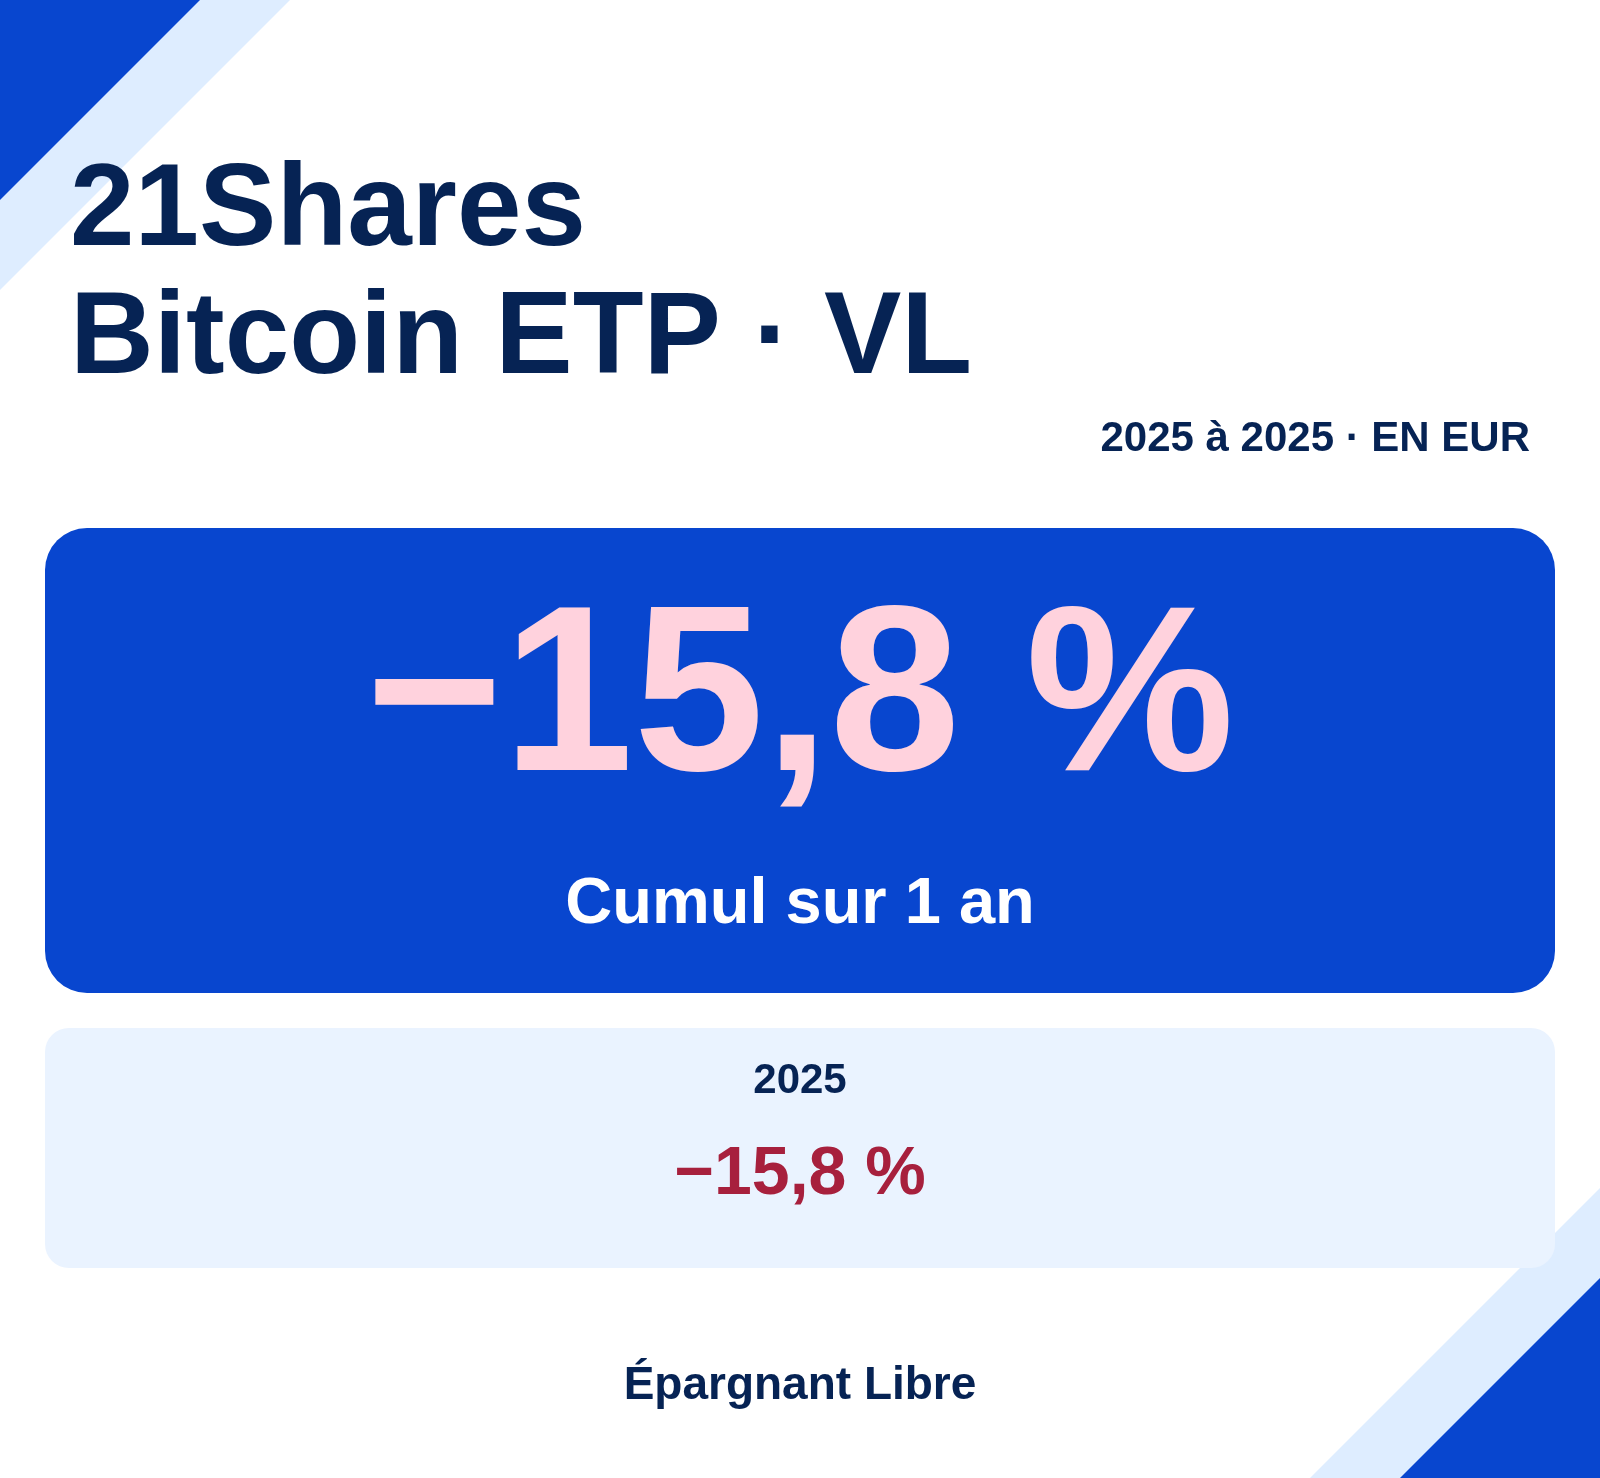 21Shares
Bitcoin ETP · VL
2025 à 2025 · EN EUR
−15,8 %
Cumul sur 1 an
2025
−15,8 %
Épargnant Libre